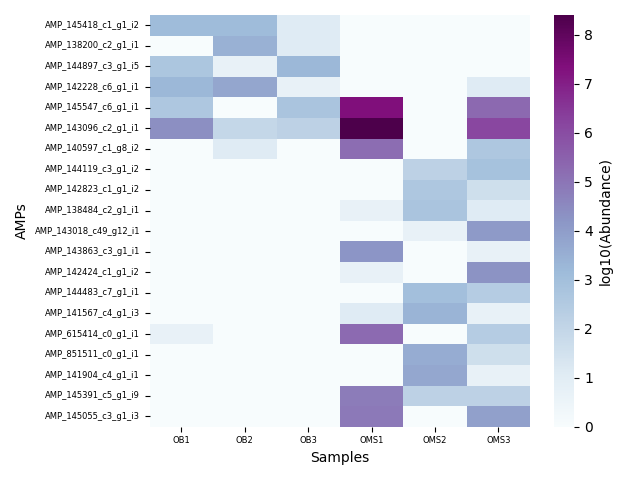 AMP_145418_c1_g1_i2
AMP_138200_c2_g1_i1
AMP_144897_c3_g1_i5
AMP_142228_c6_g1_i1
AMP_145547_c6_g1_i1
AMP_143096_c2_g1_i1
AMP_140597_c1_g8_i2
AMP_144119_c3_g1_i2
AMP_142823_c1_g1_i2
AMP_138484_c2_g1_i1
AMP_143018_c49_g12_i1
AMP_143863_c3_g1_i1
AMP_142424_c1_g1_i2
AMP_144483_c7_g1_i1
AMP_141567_c4_g1_i3
AMP_615414_c0_g1_i1
AMP_851511_c0_g1_i1
AMP_141904_c4_g1_i1
AMP_145391_c5_g1_i9
AMP_145055_c3_g1_i3
AMPs
OB1 OB2 OB3 OMS1 OMS2 OMS3
Samples
8
7
6
5
4
3
2
1
0
log10(Abundance)